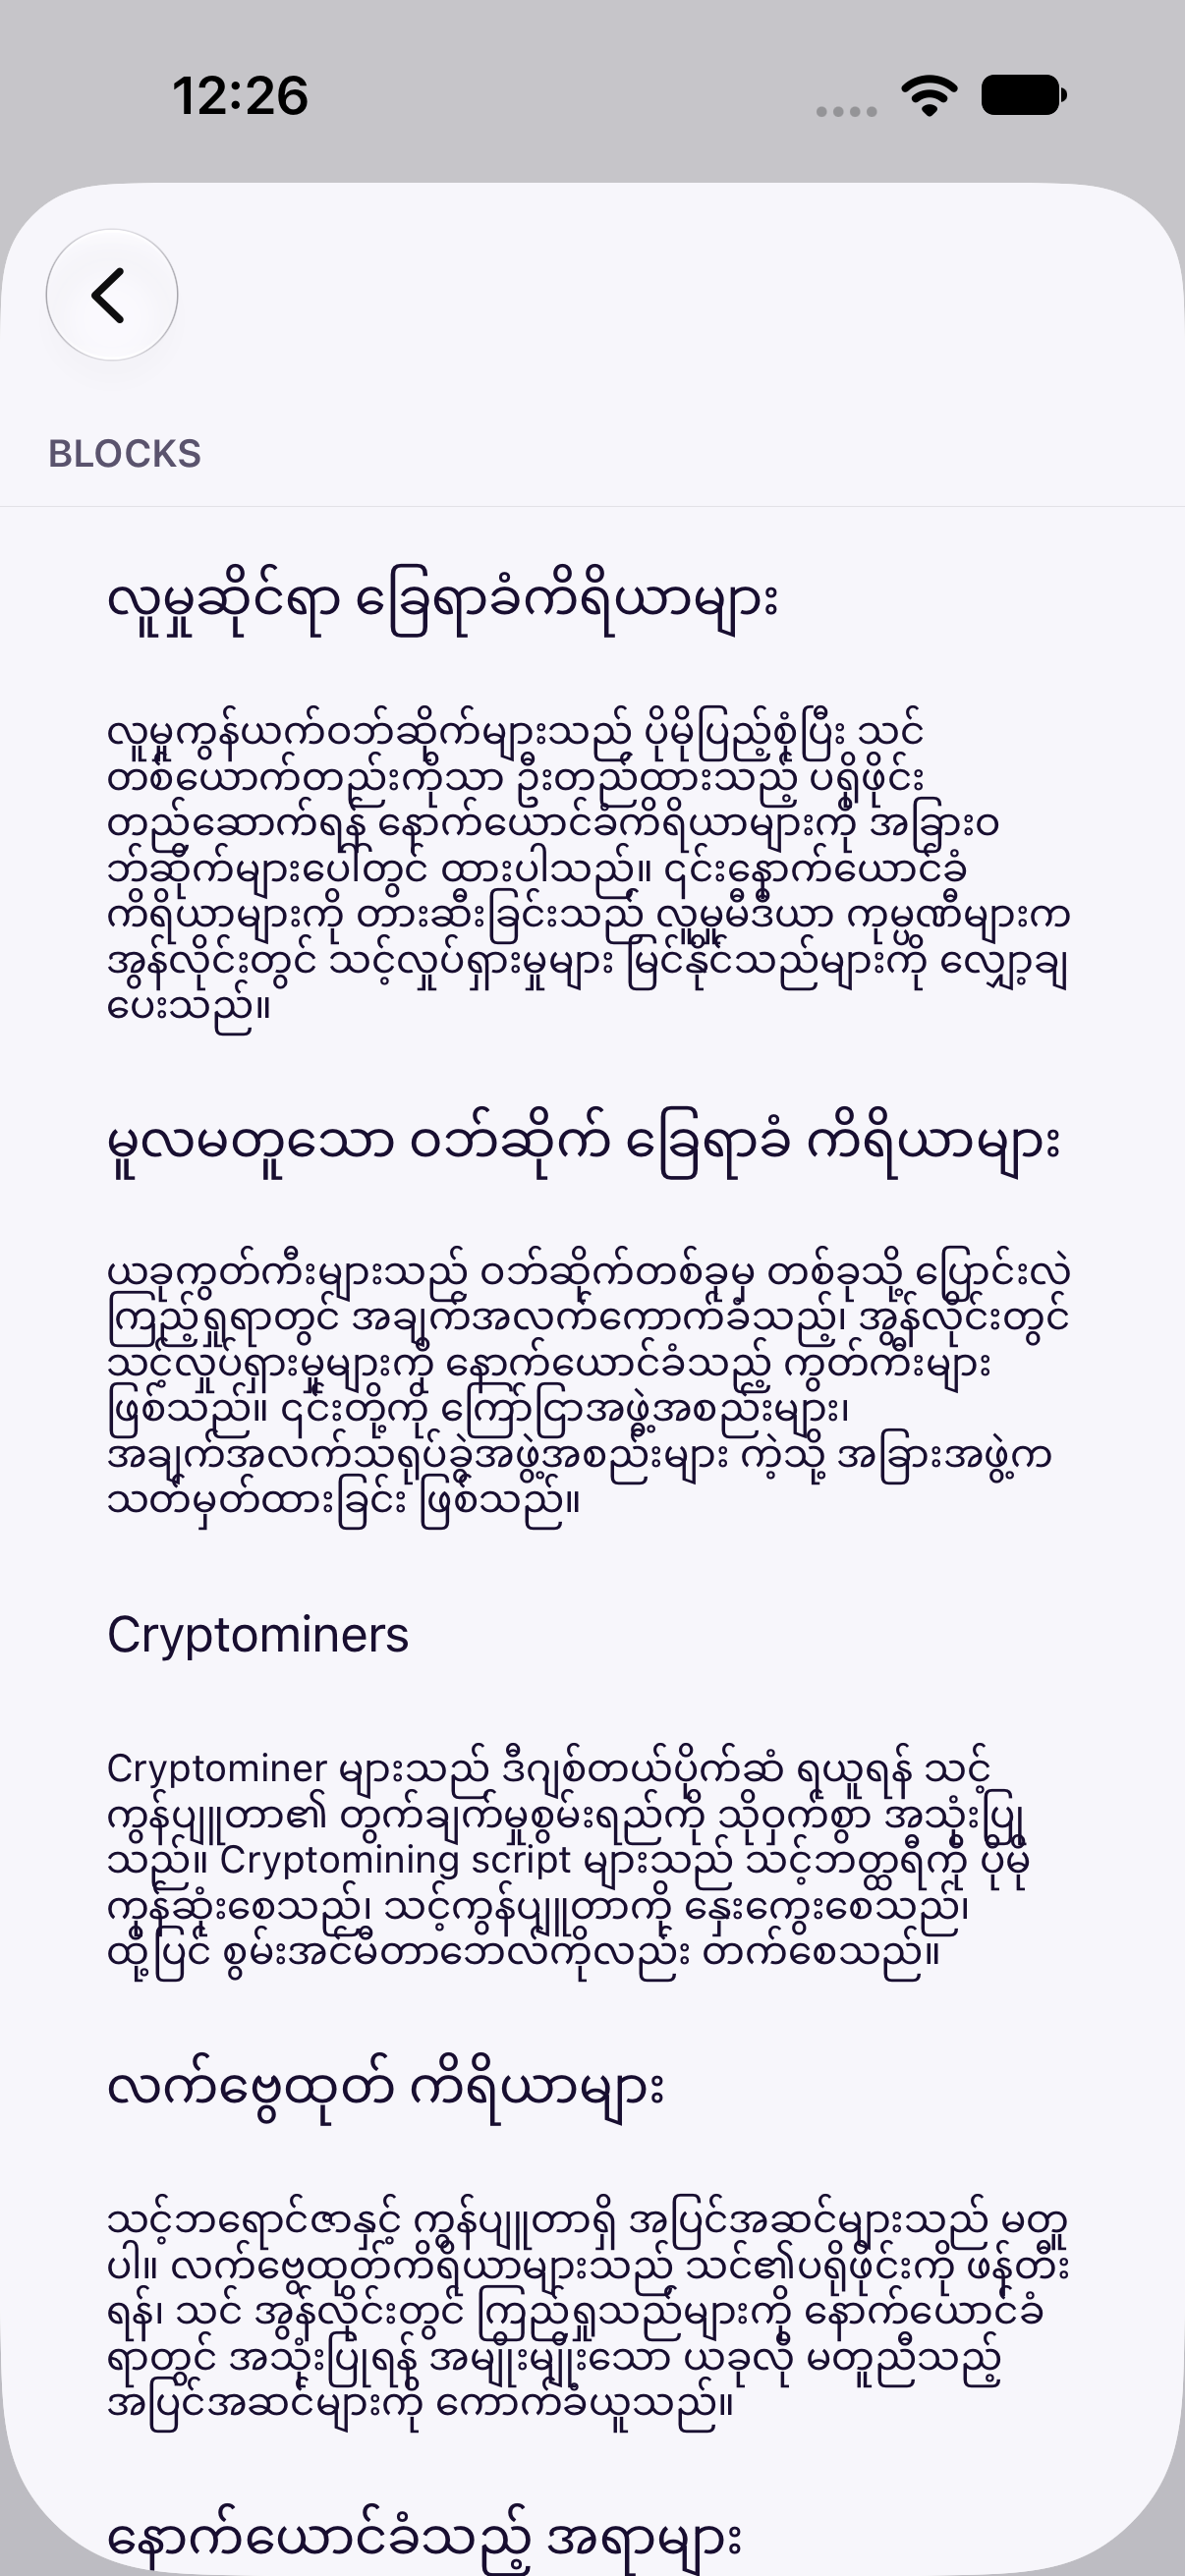 12:26
BLOCKS
လူမှုဆိုင်ရာ ခြေရာခံကိရိယာများ
လူမှုကွန်ယက်ဝဘ်ဆိုက်များသည် ပိုမိုပြည့်စုံပြီး သင်
တစ်ယောက်တည်းကိုသာ ဦးတည်ထားသည့် ပရိုဖိုင်း
တည်ဆောက်ရန် နောက်ယောင်ခံကိရိယာများကို အခြားဝ
ဘ်ဆိုက်များပေါ်တွင် ထားပါသည်။ ၎င်းနောက်ယောင်ခံ
ကိရိယာများကို တားဆီးခြင်းသည် လူမှုမီဒီယာ ကုမ္ပဏီများက
အွန်လိုင်းတွင် သင့်လှုပ်ရှားမှုများ မြင်နိုင်သည်များကို လျှော့ချ
ပေးသည်။
မူလမတူသော ဝဘ်ဆိုက် ခြေရာခံ ကိရိယာများ
ယခုကွတ်ကီးများသည် ဝဘ်ဆိုက်တစ်ခုမှ တစ်ခုသို့ ပြောင်းလဲ
ကြည့်ရှုရာတွင် အချက်အလက်ကောက်ခံသည့်၊ အွန်လိုင်းတွင်
သင့်လှုပ်ရှားမှုများကို နောက်ယောင်ခံသည့် ကွတ်ကီးများ
ဖြစ်သည်။ ၎င်းတို့ကို ကြော်ငြာအဖွဲ့အစည်းများ၊
အချက်အလက်သရုပ်ခွဲအဖွဲ့အစည်းများ ကဲ့သို့ အခြားအဖွဲ့က
သတ်မှတ်ထားခြင်း ဖြစ်သည်။
Cryptominers
Cryptominer များသည် ဒီဂျစ်တယ်ပိုက်ဆံ ရယူရန် သင့်
ကွန်ပျူတာ၏ တွက်ချက်မှုစွမ်းရည်ကို သိုဝှက်စွာ အသုံးပြု
သည်။ Cryptomining script များသည် သင့်ဘတ္ထရီကို ပိုမို
ကုန်ဆုံးစေသည်၊ သင့်ကွန်ပျူတာကို နှေးကွေးစေသည်၊
ထို့ပြင် စွမ်းအင်မီတာဘေလ်ကိုလည်း တက်စေသည်။
လက်ဗွေထုတ် ကိရိယာများ
သင့်ဘရောင်ဇာနှင့် ကွန်ပျူတာရှိ အပြင်အဆင်များသည် မတူ
ပါ။ လက်ဗွေထုတ်ကိရိယာများသည် သင်၏ပရိုဖိုင်းကို ဖန်တီး
ရန်၊ သင် အွန်လိုင်းတွင် ကြည့်ရှုသည်များကို နောက်ယောင်ခံ
ရာတွင် အသုံးပြုရန် အမျိုးမျိုးသော ယခုလို မတူညီသည့်
အပြင်အဆင်များကို ကောက်ခံယူသည်။
နောက်ယောင်ခံသည့် အရာများ